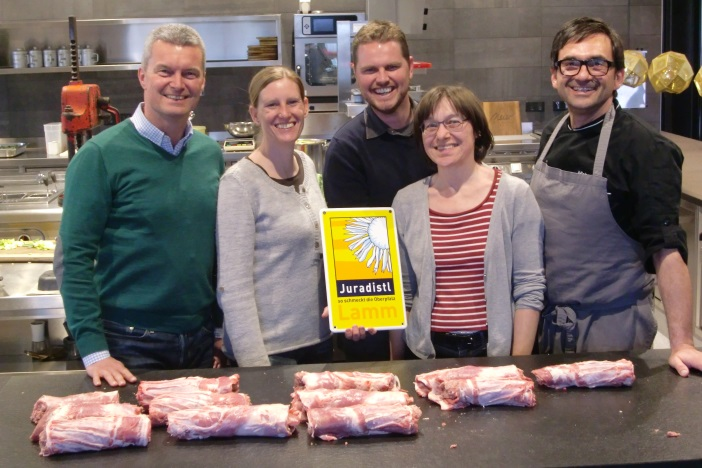 Juradistl
so schmeckt die Oberpfalz
Lamm